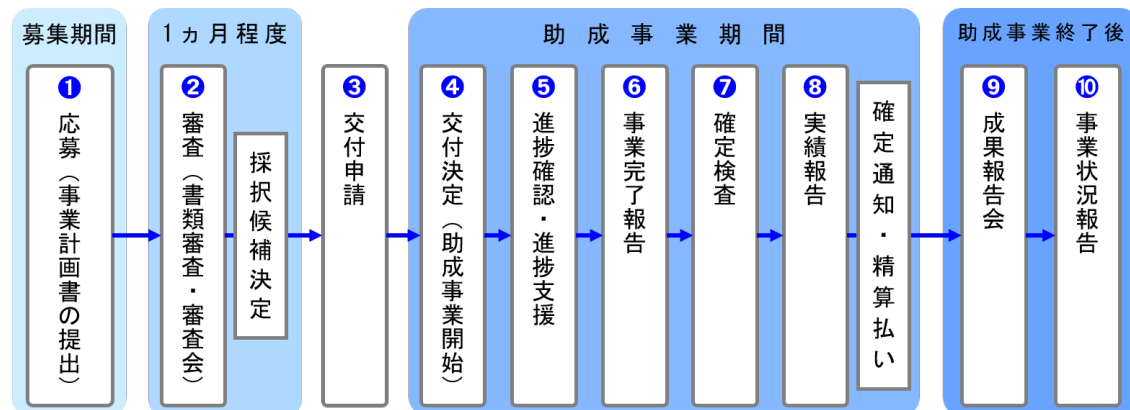 募集期間
❶
応募（事業計画書の提出）
1ヵ月程度
❷
審査（書類審査・審査会）
採択候補決定
❸
交付申請
助成事業期間
❹
交付決定（助成事業開始）
❺
進捗確認・進捗支援
❻
事業完了報告
❼
確定検査
❽
実績報告
確定通知・精算払い
助成事業終了後
❾
成果報告会
❿
事業状況報告